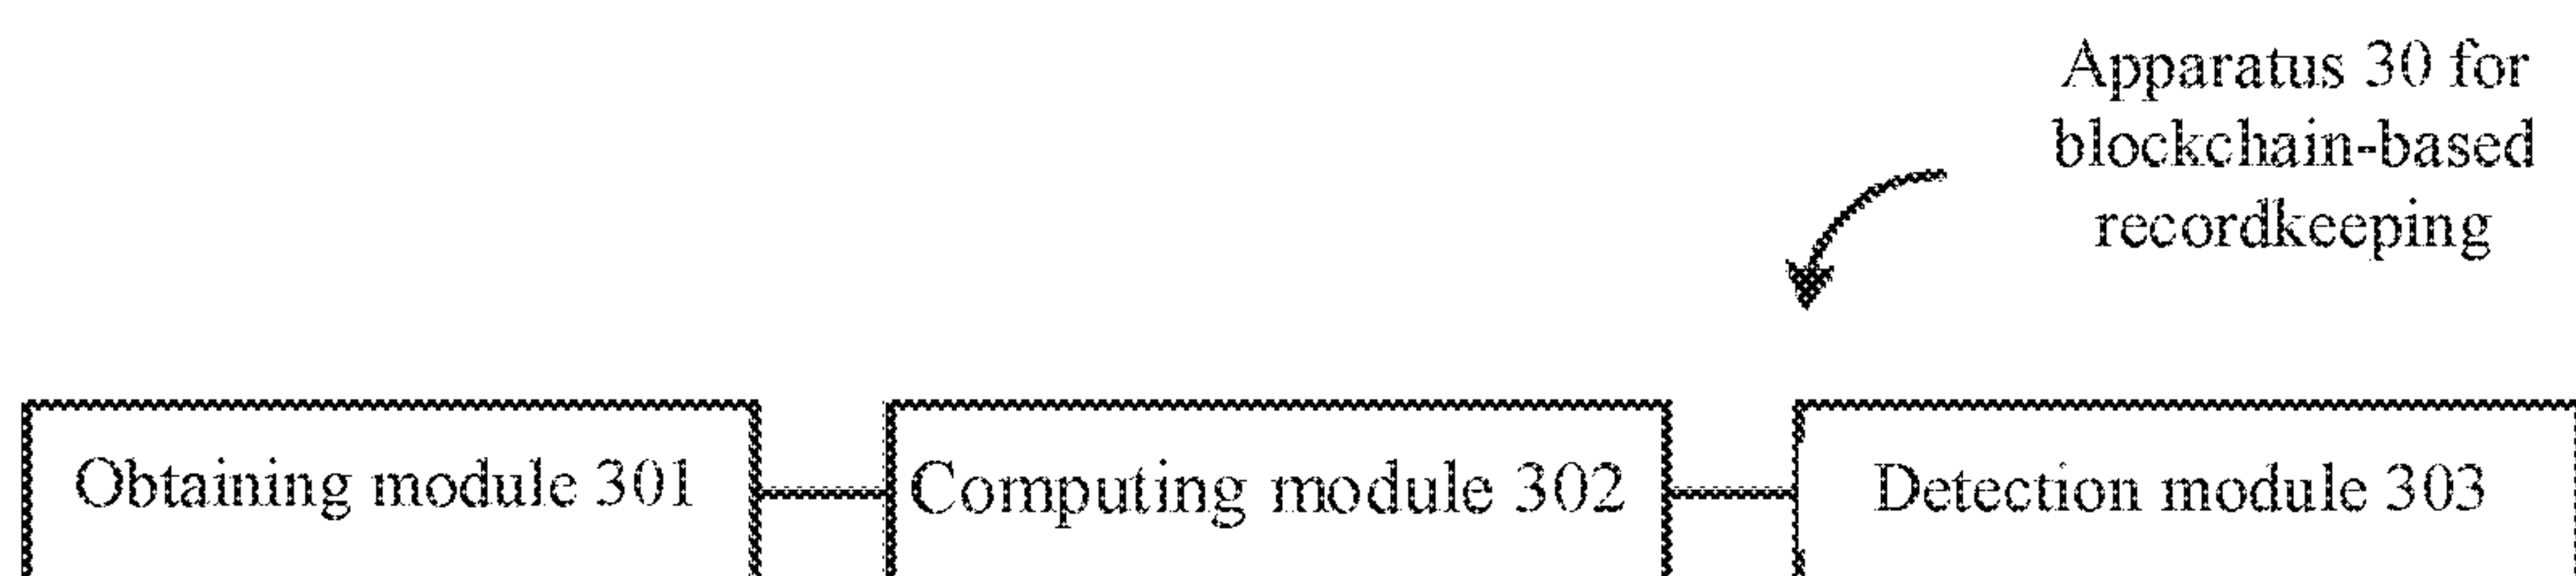 Apparatus 30 for
blockchain-based
recordkeeping
Obtaining module 301
Computing module 302
Detection module 303